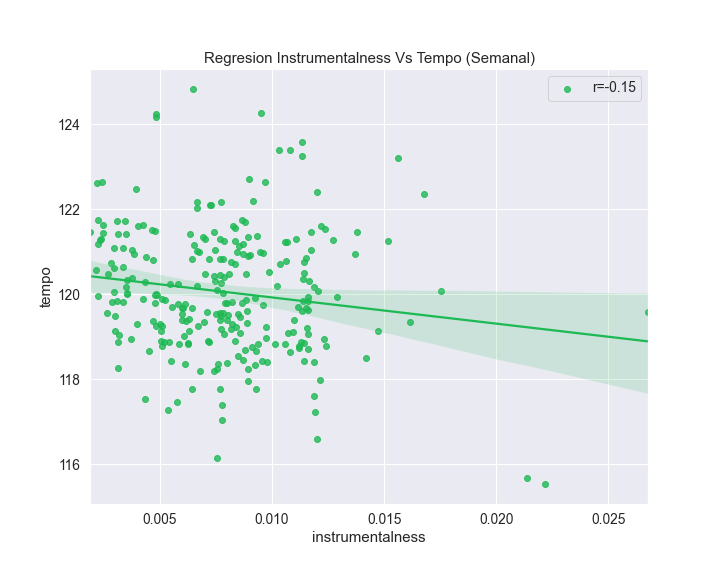 Regresion Instrumentalness Vs Tempo (Semanal)
r=-0.15
124
122
120
118
116
tempo
0.005 0.010 0.015 0.020 0.025
instrumentalness